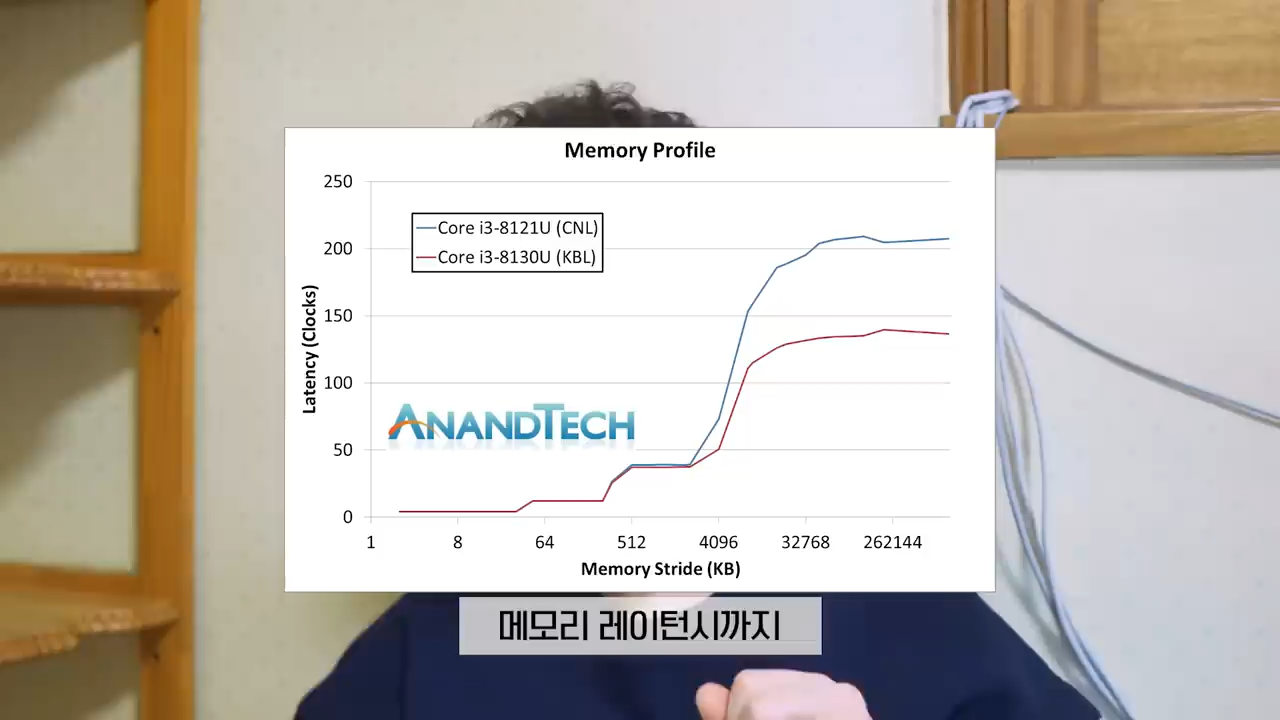 Memory Profile
250
200
150
100
50
0
Latency (Clocks)
Core i3-8121U (CNL)
Core i3-8130U (KBL)
ANANDTECH
1 8 64 512 4096 32768 262144
Memory Stride (KB)
메모리 레이턴시까지